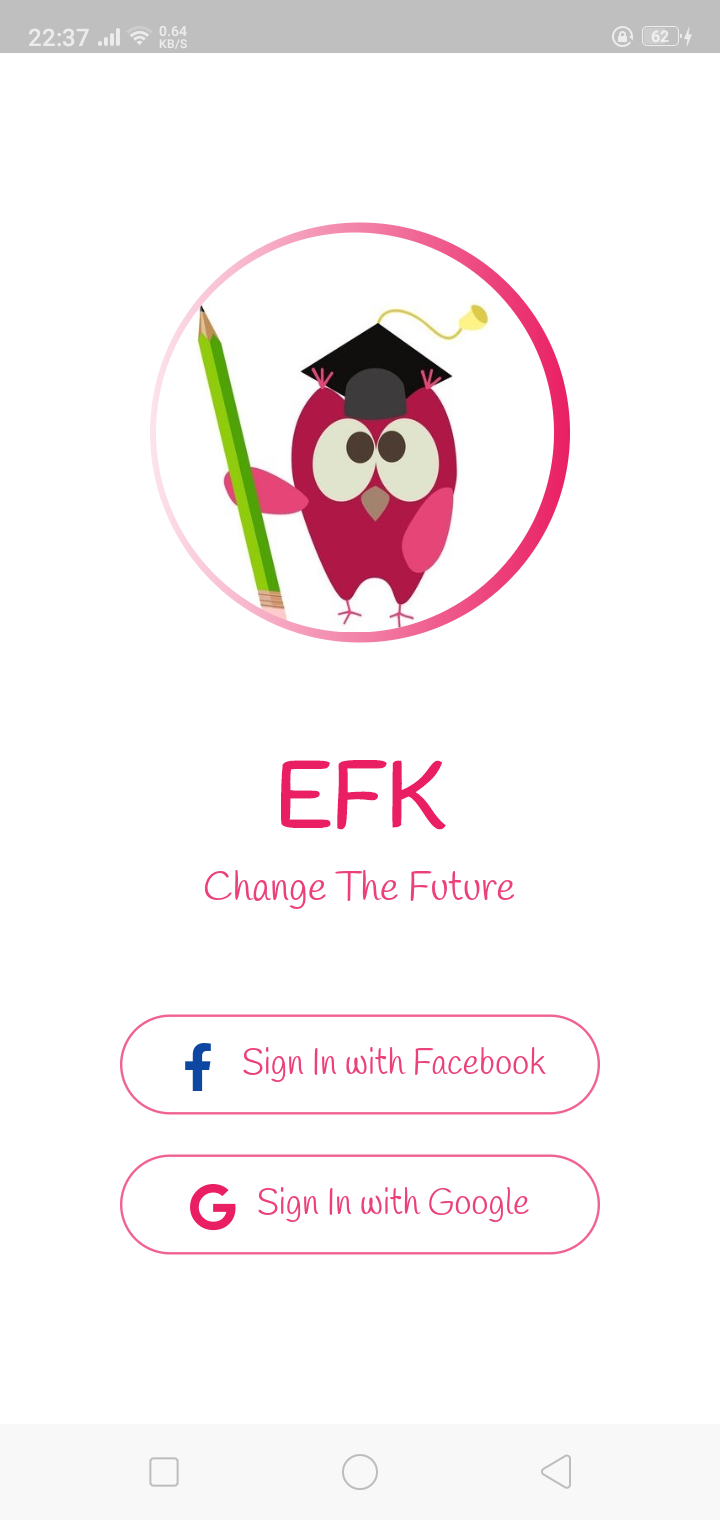 22:37 0.64 KB/S 62
EFK
Change The Future
Sign In with Facebook
Sign In with Google